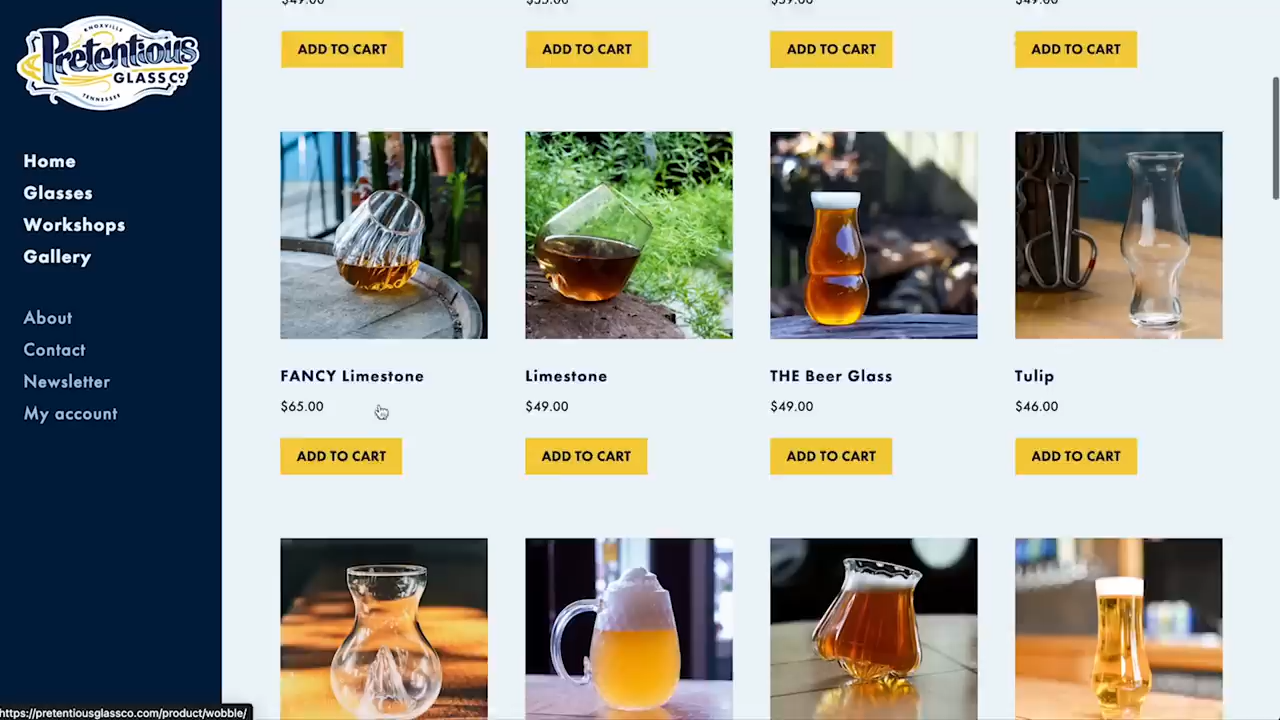 KNOXVILLE
Pretentious
GLASS CO
TENNESSEE
Home
Glasses
Workshops
Gallery
About
Contact
Newsletter
My account
ADD TO CART
ADD TO CART
ADD TO CART
ADD TO CART
FANCY Limestone
Limestone
THE Beer Glass
Tulip
$65.00
$49.00
$49.00
$46.00
ADD TO CART
ADD TO CART
ADD TO CART
ADD TO CART
https://pretentiousglassco.com/product/wobble/